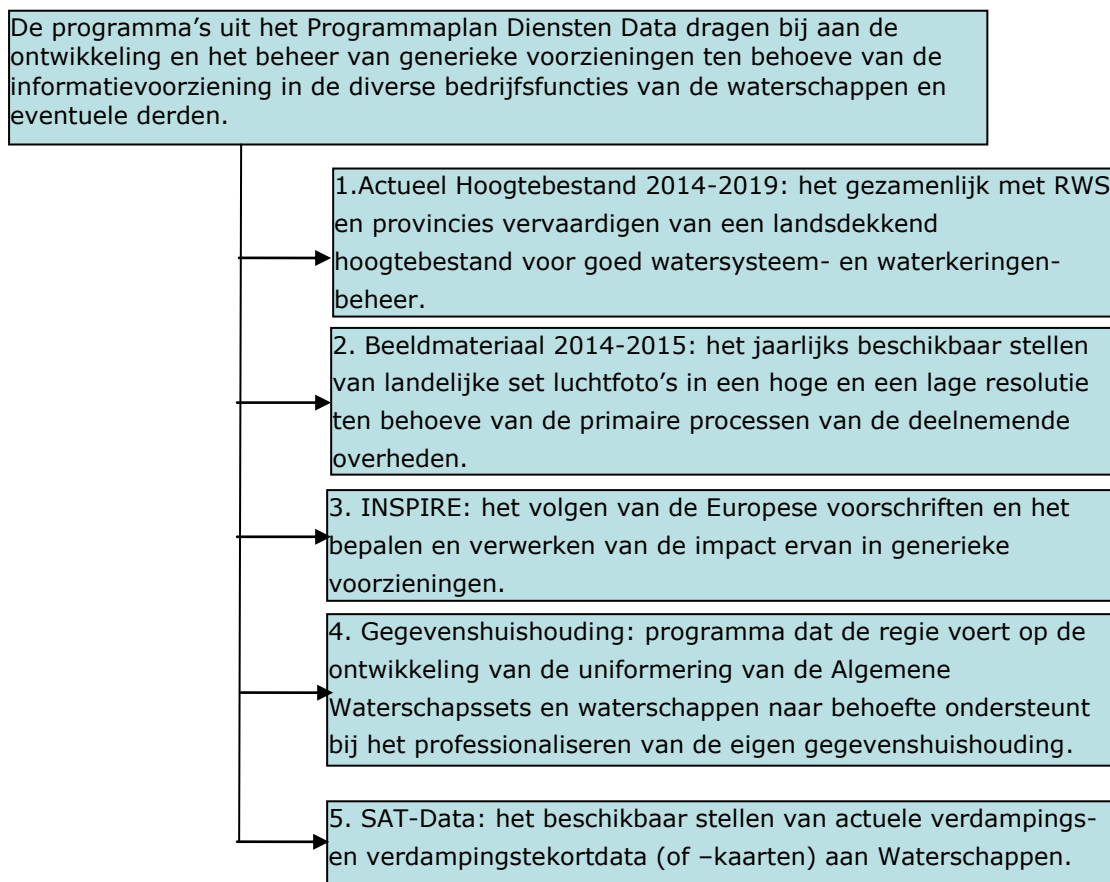 De programma’s uit het Programmaplan Diensten Data dragen bij aan de
ontwikkeling en het beheer van generieke voorzieningen ten behoeve van de
informatievoorziening in de diverse bedrijfsfuncties van de waterschappen en
eventuele derden.
1.Actueel Hoogtebestand 2014-2019: het gezamenlijk met RWS
en provincies vervaardigen van een landsdekkend
hoogtebestand voor goed watersysteem- en waterkeringen-
beheer.
2. Beeldmateriaal 2014-2015: het jaarlijks beschikbaar stellen
van landelijke set luchtfoto’s in een hoge en een lage resolutie
ten behoeve van de primaire processen van de deelnemende
overheden.
3. INSPIRE: het volgen van de Europese voorschriften en het
bepalen en verwerken van de impact ervan in generieke
voorzieningen.
4. Gegevenshuishouding: programma dat de regie voert op de
ontwikkeling van de uniformering van de Algemene
Waterschapssets en waterschappen naar behoefte ondersteunt
bij het professionaliseren van de eigen gegevenshuishouding.
5. SAT-Data: het beschikbaar stellen van actuele verdampings-
en verdampingstekortdata (of –kaarten) aan Waterschappen.